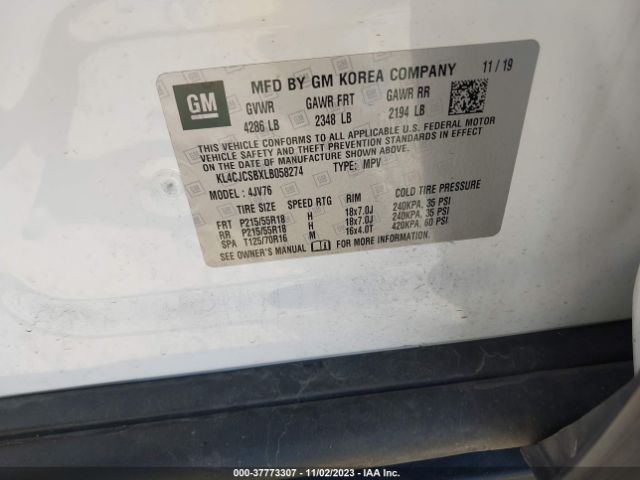 GM
MFD BY GM KOREA COMPANY 11/19
GVWR GAWR FRT GAWR RR
4286 LB 2348 LB 2194 LB
THIS VEHICLE CONFORMS TO ALL APPLICABLE U.S. FEDERAL MOTOR
VEHICLE SAFETY AND THEFT PREVENTION STANDARDS IN EFFECT
ON THE DATE OF MANUFACTURE SHOWN ABOVE.
KL4CJCSBXLB058274 TYPE: MPV
MODEL: 4JV76
TIRE SIZE SPEED RTG RIM COLD TIRE PRESSURE
FRT P215/55R18 H 18x7.0J 240KPA, 35 PSI
RR P215/55R18 H 18x7.0J 240KPA, 35 PSI
SPA T125/70R16 M 16x4.0T 420KPA, 60 PSI
SEE OWNER'S MANUAL FOR MORE INFORMATION.
000-37773307 - 11/02/2023 - IAA Inc.